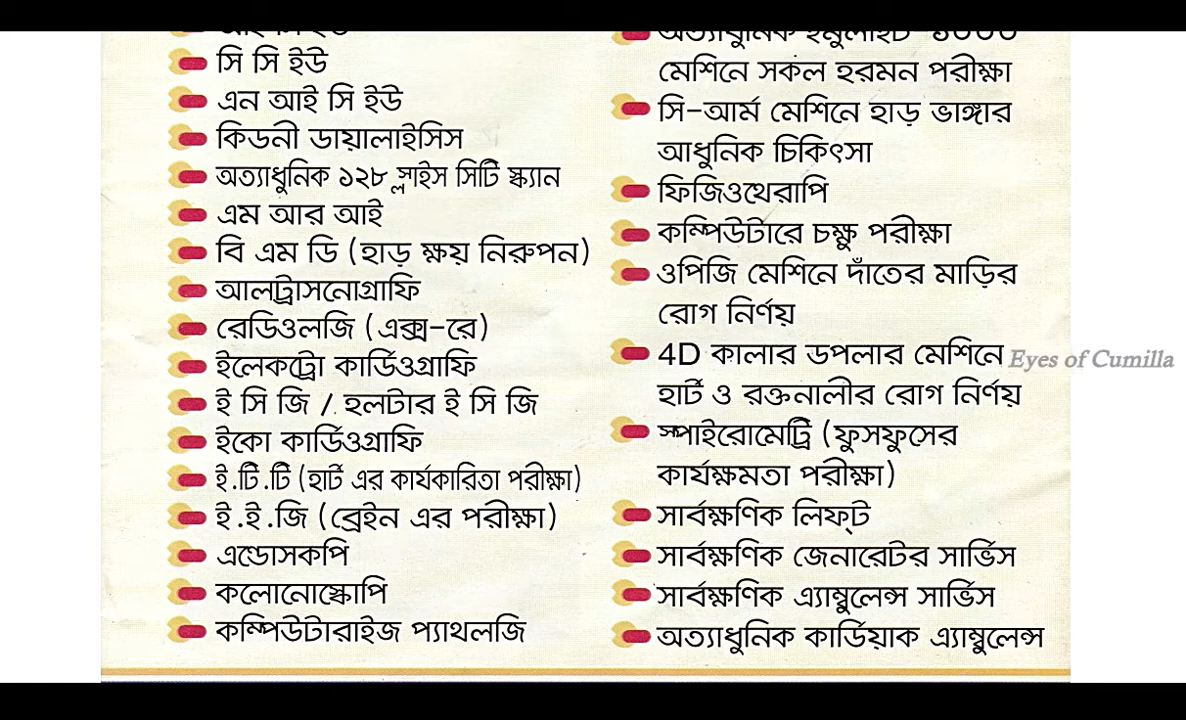 সি সি ইউ
এন আই সি ইউ
কিডনী ডায়ালাইসিস
অত্যাধুনিক ১২৮ স্লাইস সিটি স্ক্যান
এম আর আই
বি এম ডি (হাড় ক্ষয় নিরুপন)
আলট্রাসনোগ্রাফি
রেডিওলজি (এক্স-রে)
ইলেকট্রো কার্ডিওগ্রাফি
ই সি জি / হলটার ই সি জি
ইকো কার্ডিওগ্রাফি
ই.টি.টি (হার্ট এর কার্যকারিতা পরীক্ষা)
ই.ই.জি (ব্রেইন এর পরীক্ষা)
এন্ডোসকপি
কলোনোস্কোপি
কম্পিউটারাইজ প্যাথলজি
মেশিনে সকল হরমন পরীক্ষা
সি-আর্ম মেশিনে হাড় ভাঙ্গার
আধুনিক চিকিৎসা
ফিজিওথেরাপি
কম্পিউটারে চক্ষু পরীক্ষা
ওপিজি মেশিনে দাঁতের মাড়ির
রোগ নির্ণয়
4D কালার ডপলার মেশিনে
হার্ট ও রক্তনালীর রোগ নির্ণয়
স্পাইরোমেট্রি (ফুসফুসের
কার্যক্ষমতা পরীক্ষা)
সার্বক্ষণিক লিফ্ট
সার্বক্ষণিক জেনারেটর সার্ভিস
সার্বক্ষণিক এ্যাম্বুলেন্স সার্ভিস
অত্যাধুনিক কার্ডিয়াক এ্যাম্বুলেন্স
Eyes of Cumilla